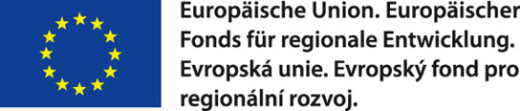 Europäische Union. Europäischer
Fonds für regionale Entwicklung.
Evropská unie. Evropský fond pro
regionální rozvoj.